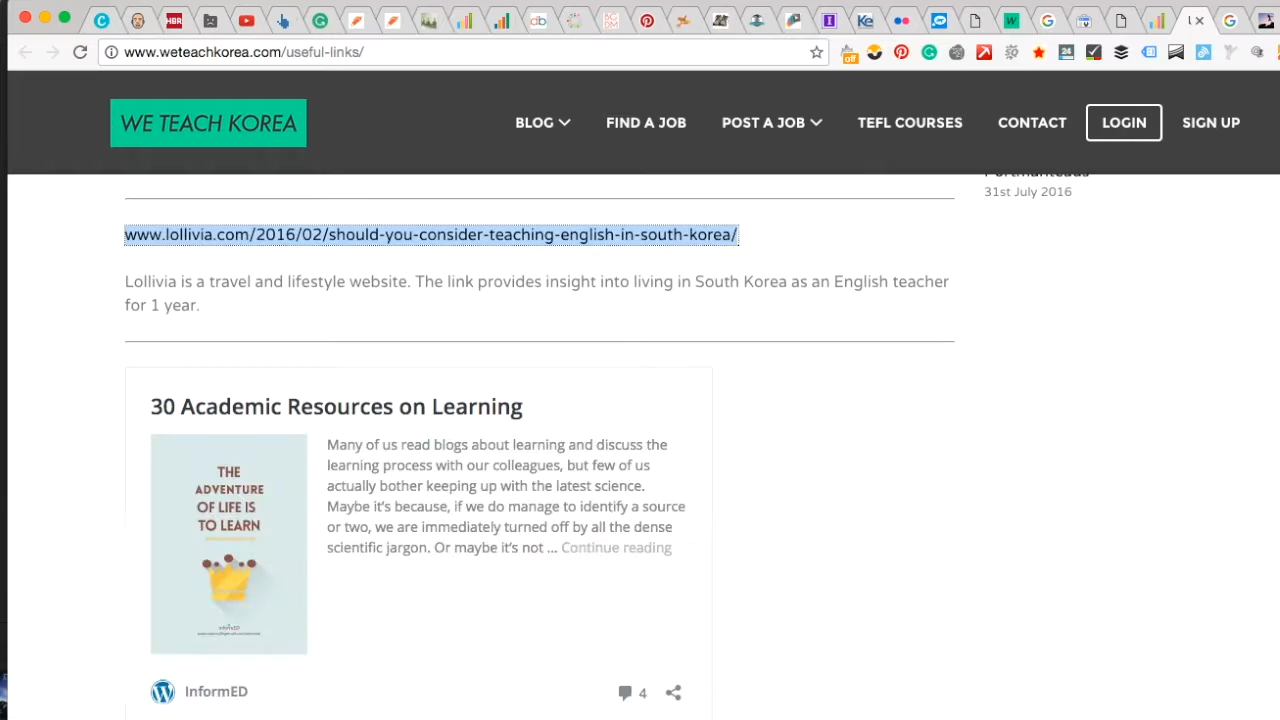 www.weteachkorea.com/useful-links/
WE TEACH KOREA
BLOG
FIND A JOB
POST A JOB
TEFL COURSES
CONTACT
LOGIN
SIGN UP
31st July 2016
www.lollivia.com/2016/02/should-you-consider-teaching-english-in-south-korea/
Lollivia is a travel and lifestyle website. The link provides insight into living in South Korea as an English teacher
for 1 year.
30 Academic Resources on Learning
THE
ADVENTURE
OF LIFE IS
TO LEARN
Many of us read blogs about learning and discuss the
learning process with our colleagues, but few of us
actually bother keeping up with the latest science.
Maybe it's because, if we do manage to identify a source
or two, we are immediately turned off by all the dense
scientific jargon. Or maybe it's not ... Continue reading
InformED
4